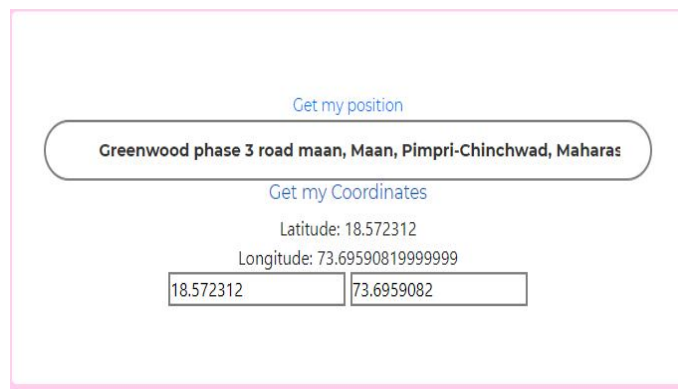 Get my position
Greenwood phase 3 road maan, Maan, Pimpri-Chinchwad, Maharas
Get my Coordinates
Latitude: 18.572312
Longitude: 73.69590819999999
18.572312 73.6959082